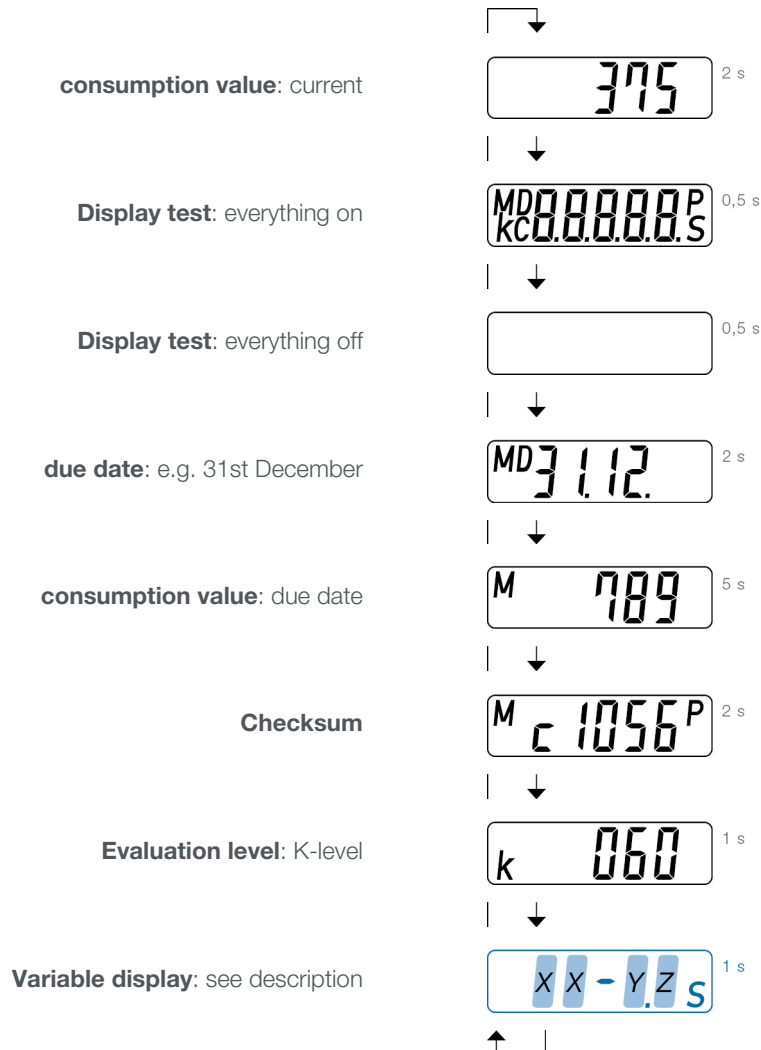 consumption value: current 375 2 s
Display test: everything on MD kC 8.8.8.8.8. P S 0,5 s
Display test: everything off 0,5 s
due date: e.g. 31st December MD 31.12. 2 s
consumption value: due date M 789 5 s
Checksum M c 1056 P 2 s
Evaluation level: K-level k 060 1 s
Variable display: see description X X - Y. Z S 1 s